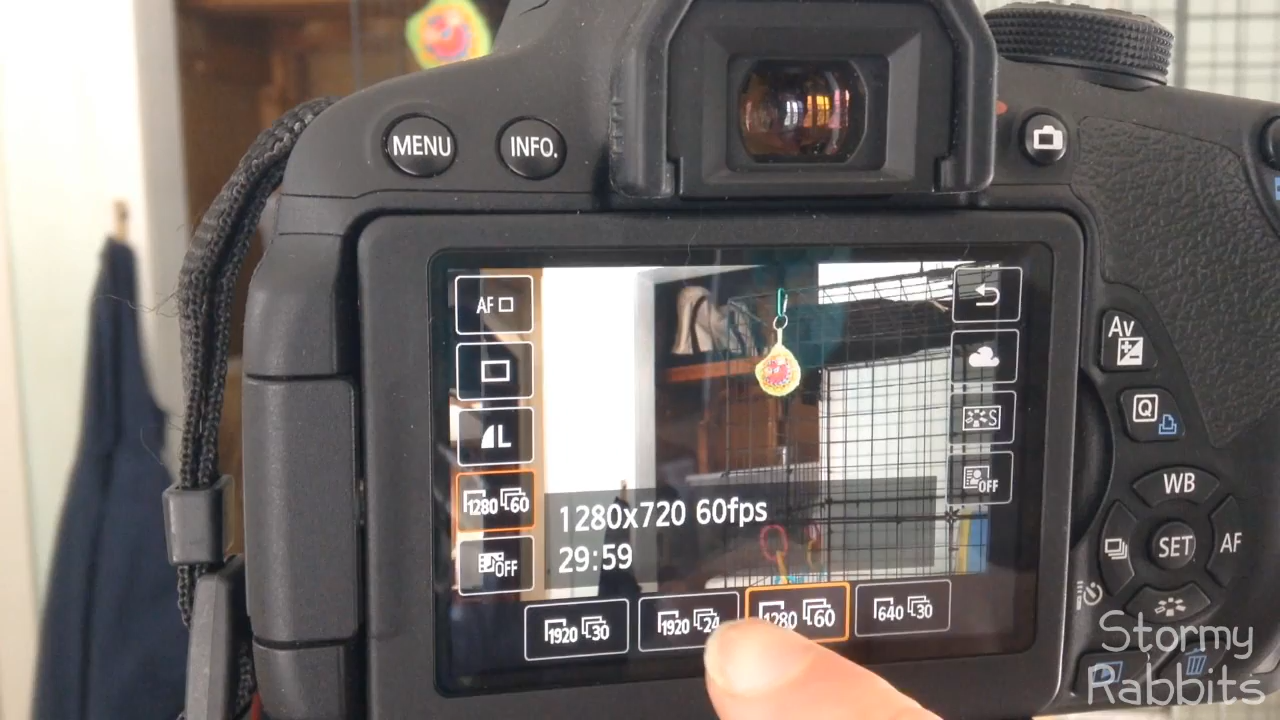 MENU
INFO.
AF
L
1280 60
OFF
1280x720 60fps
29:59
S
OFF
1920 30
1920 24
1280 60
640 30
Av
Q
WB
SET
AF
Stormy
Rabbits